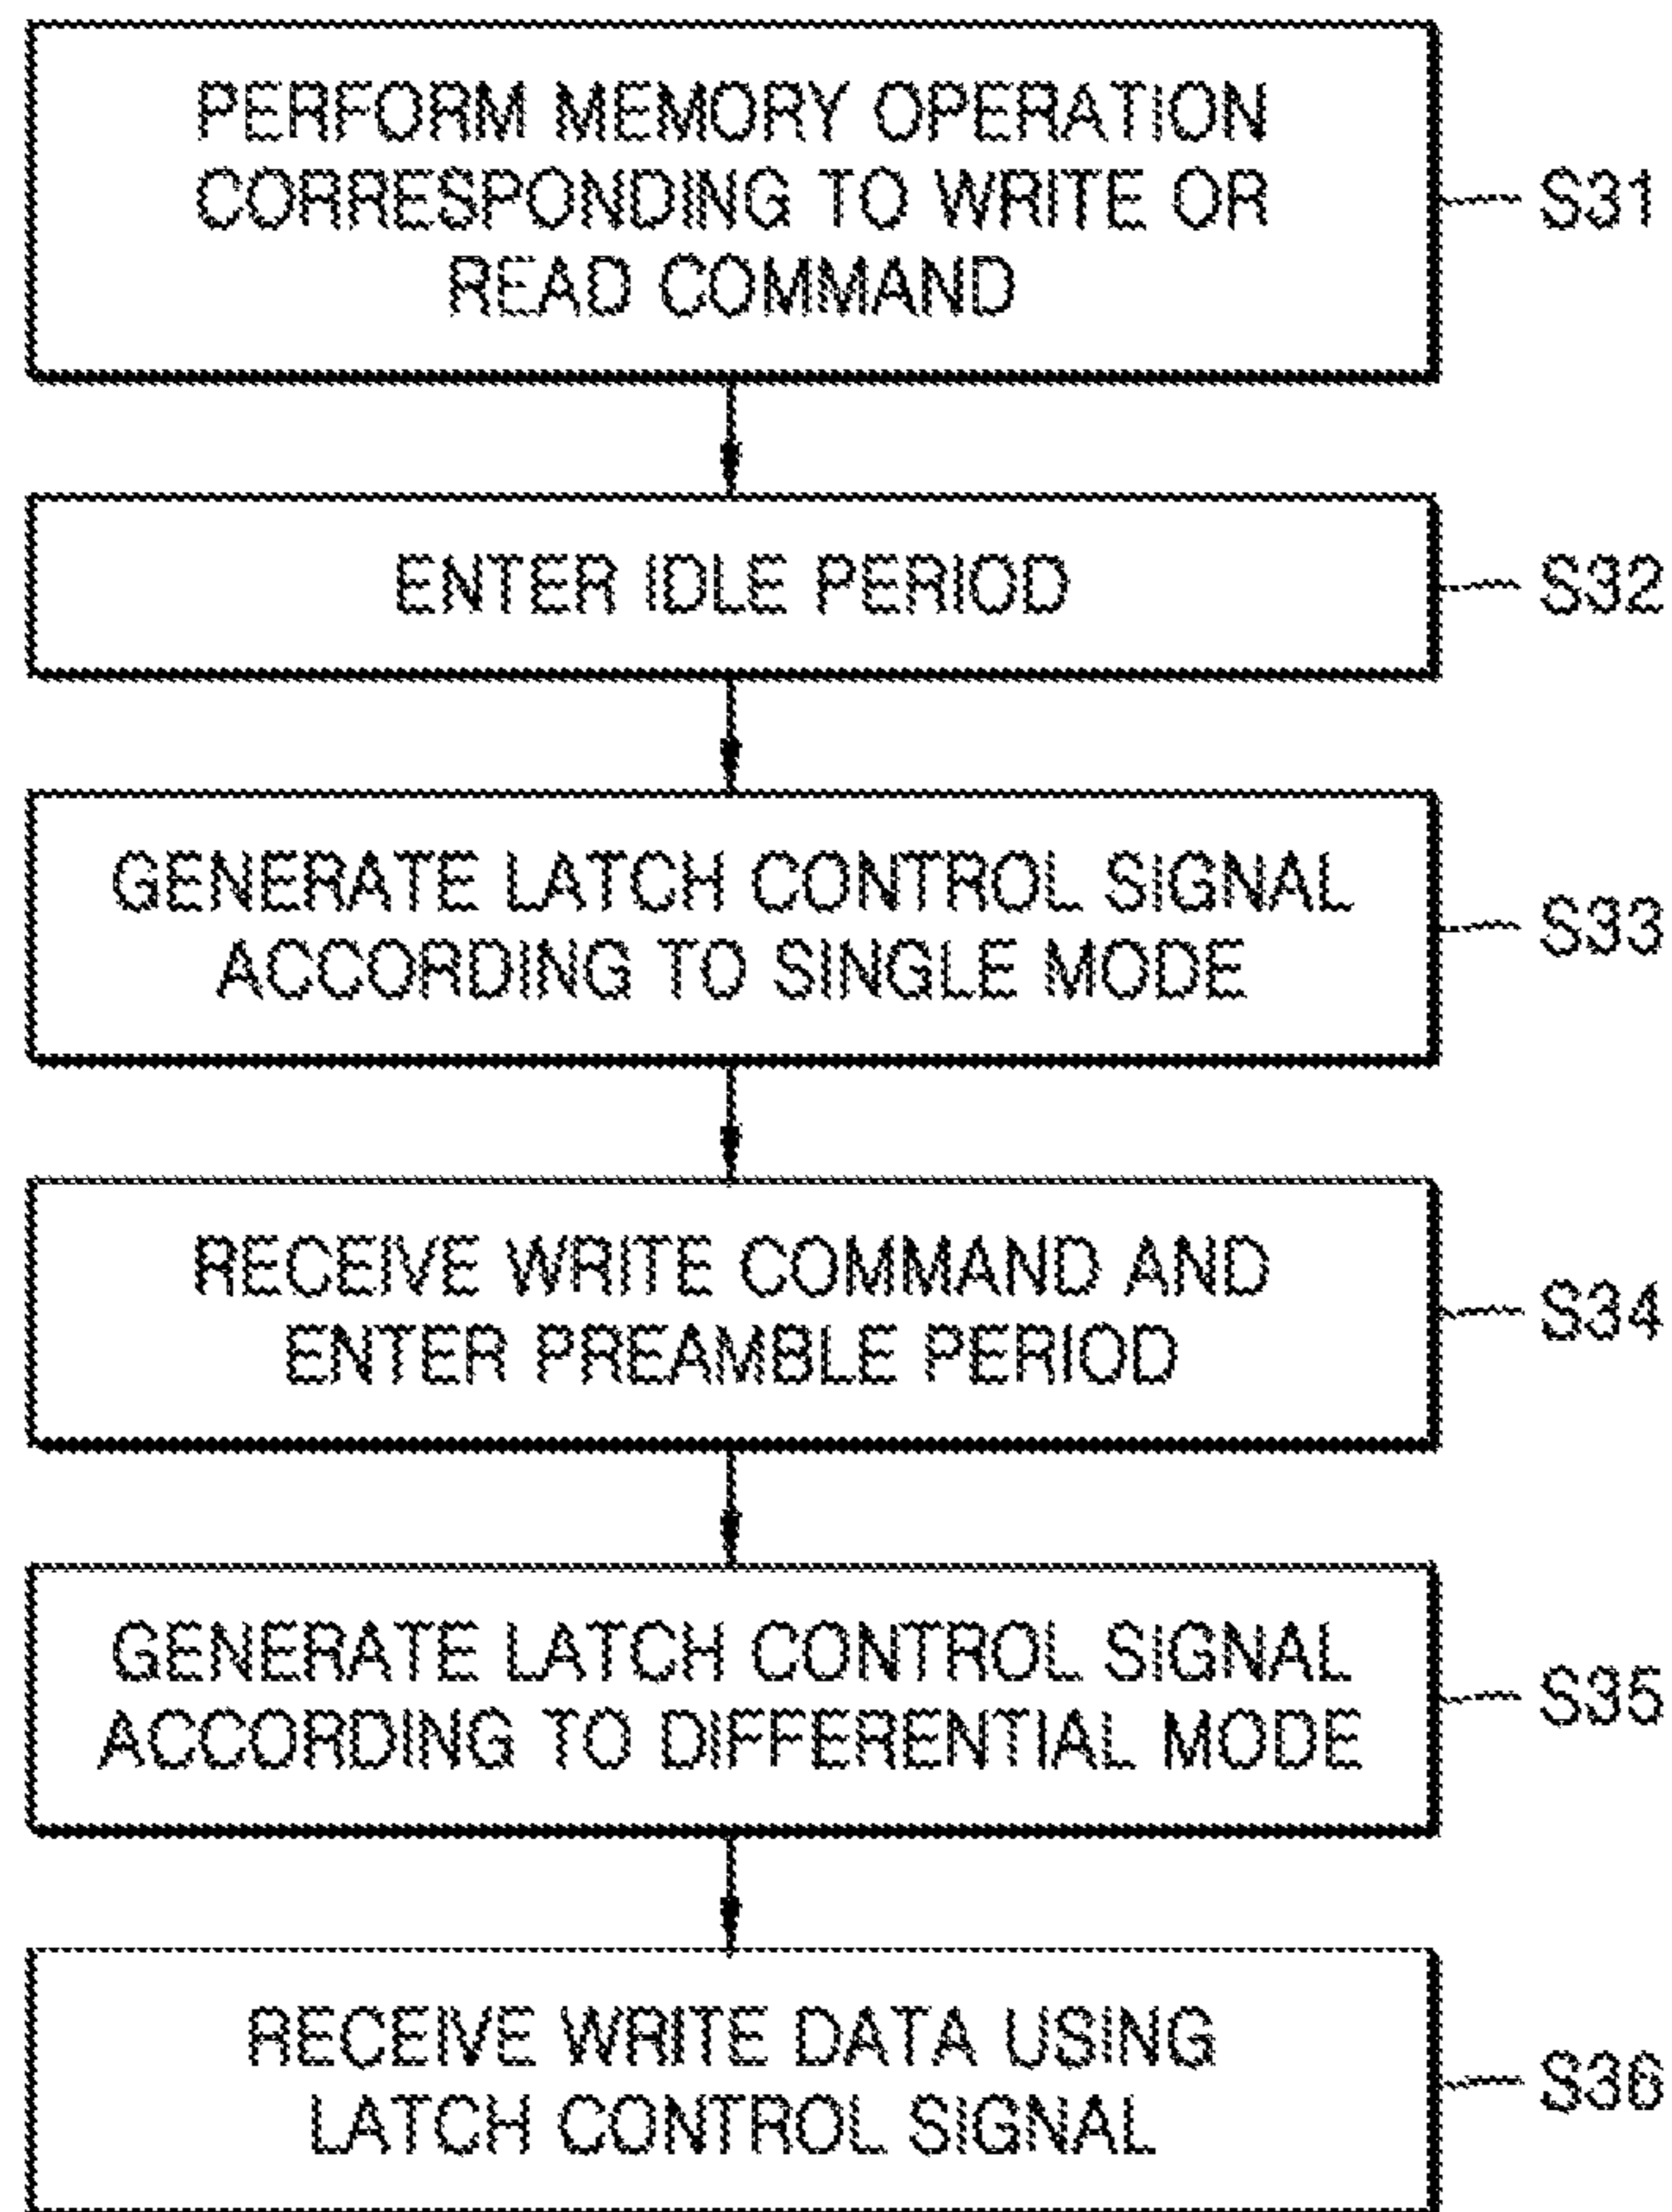 PERFORM MEMORY OPERATION
CORRESPONDING TO WRITE OR
READ COMMAND
S31
ENTER IDLE PERIOD
S32
GENERATE LATCH CONTROL SIGNAL
ACCORDING TO SINGLE MODE
S33
RECEIVE WRITE COMMAND AND
ENTER PREAMBLE PERIOD
S34
GENERATE LATCH CONTROL SIGNAL
ACCORDING TO DIFFERENTIAL MODE
S35
RECEIVE WRITE DATA USING
LATCH CONTROL SIGNAL
S36